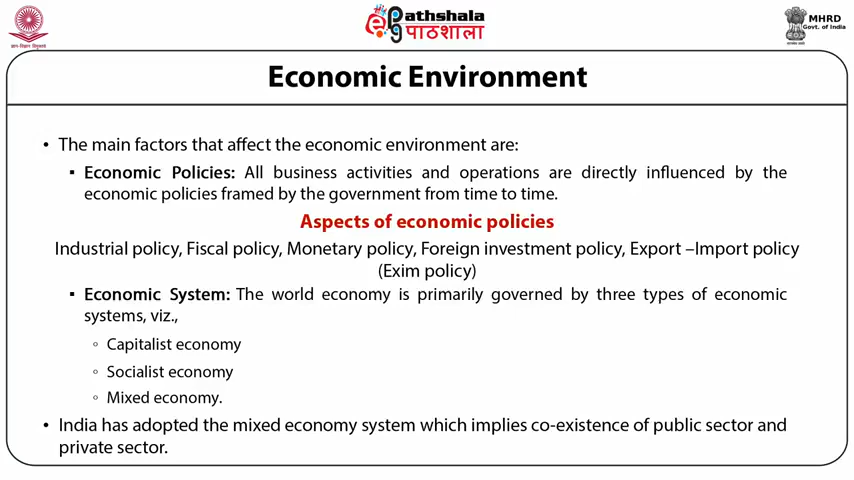 ePathshala
पाठशाला
MHRD
Govt. of India
Economic Environment
• The main factors that affect the economic environment are:
▪ Economic Policies: All business activities and operations are directly influenced by the
economic policies framed by the government from time to time.
Aspects of economic policies
Industrial policy, Fiscal policy, Monetary policy, Foreign investment policy, Export –Import policy
(Exim policy)
▪ Economic System: The world economy is primarily governed by three types of economic
systems, viz.,
◦ Capitalist economy
◦ Socialist economy
◦ Mixed economy.
• India has adopted the mixed economy system which implies co-existence of public sector and
private sector.